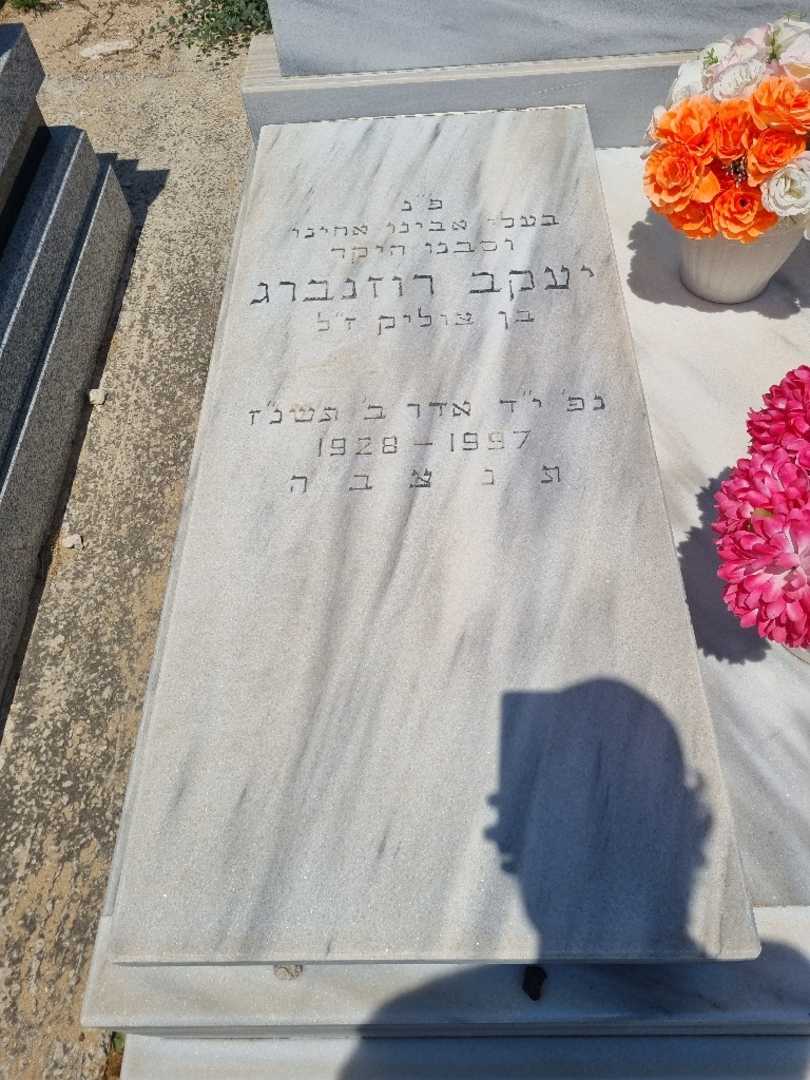 פ"נ
בעלי אבינו אחינו
וסבנו היקר
יעקב רוזנברג
בן צוליק ז"ל
נפ' י"ד אדר ב' תשנ"ז
1928 - 1997
ת נ צ ב ה